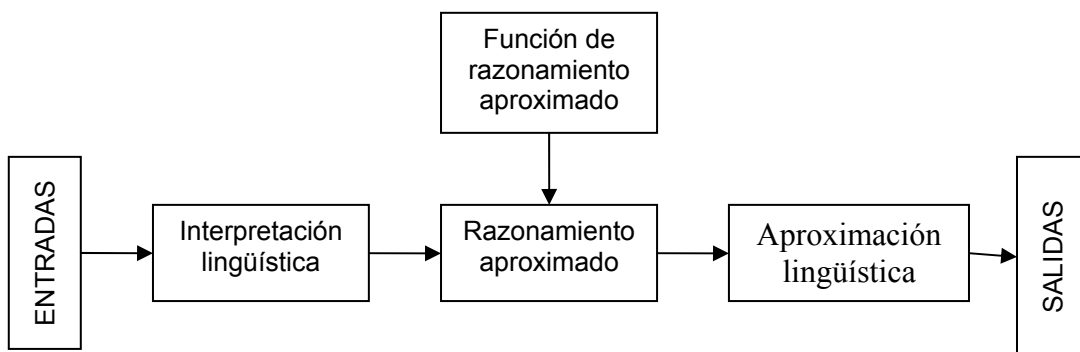 Función de
razonamiento
aproximado
ENTRADAS
Interpretación
lingüística
Razonamiento
aproximado
Aproximación
lingüística
SALIDAS